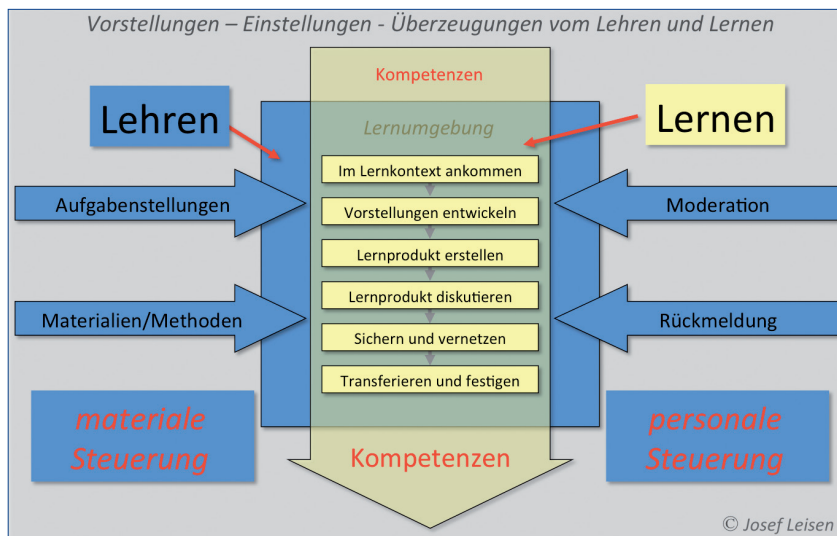 Vorstellungen – Einstellungen - Überzeugungen vom Lehren und Lernen
Kompetenzen
Lehren
Lernen
Lernumgebung
Im Lernkontext ankommen
Aufgabenstellungen
Vorstellungen entwickeln
Moderation
Lernprodukt erstellen
Lernprodukt diskutieren
Materialien/Methoden
Sichern und vernetzen
Rückmeldung
Transferieren und festigen
materiale
Steuerung
personale
Steuerung
Kompetenzen
© Josef Leisen